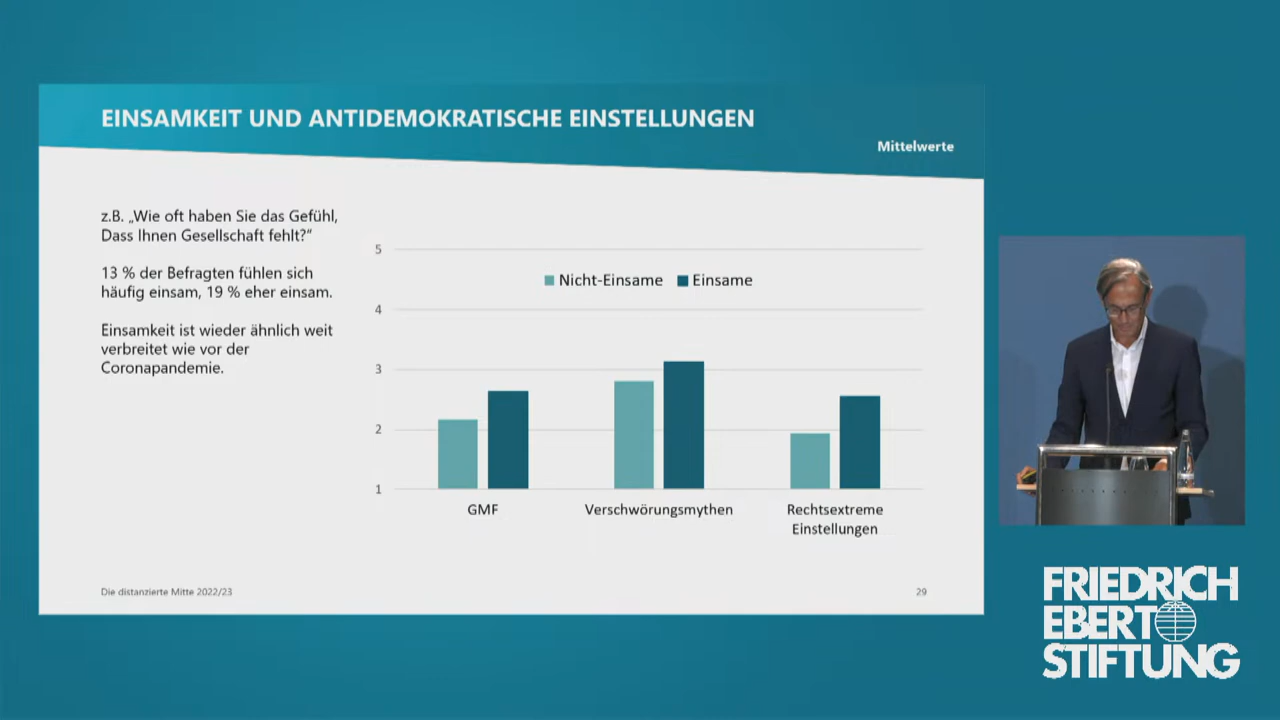 EINSAMKEIT UND ANTIDEMOKRATISCHE EINSTELLUNGEN
Mittelwerte
z.B. „Wie oft haben Sie das Gefühl,
Dass Ihnen Gesellschaft fehlt?“
13 % der Befragten fühlen sich
häufig einsam, 19 % eher einsam.
Einsamkeit ist wieder ähnlich weit
verbreitet wie vor der
Coronapandemie.
5
Nicht-Einsame Einsame
4
3
2
1
GMF Verschwörungsmythen Rechtsextreme
Einstellungen
Die distanzierte Mitte 2022/23
29
FRIEDRICH
EBERT
STIFTUNG